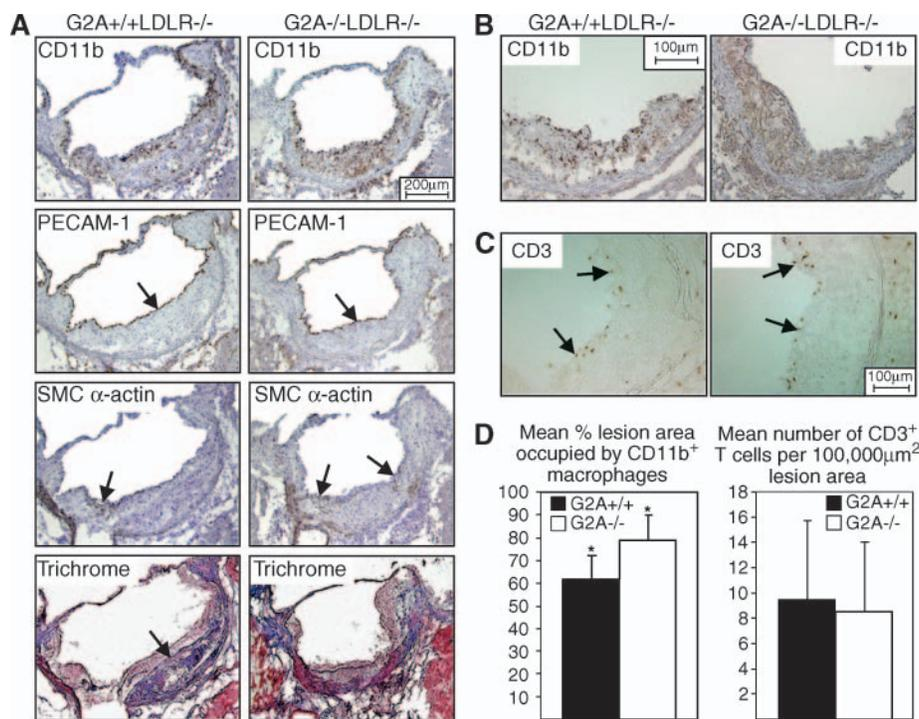 A
G2A+/+LDLR-/-
G2A-/-LDLR-/-
CD11b
CD11b
200μm
PECAM-1
PECAM-1
SMC α-actin
SMC α-actin
Trichrome
Trichrome
B
G2A+/+LDLR-/-
G2A-/-LDLR-/-
CD11b
100μm
CD11b
C
CD3
CD3
100μm
D
Mean % lesion area
occupied by CD11b⁺
macrophages
100
90
80
70
60
50
40
30
20
10
G2A+/+
G2A-/-
*
*
Mean number of CD3⁺
T cells per 100,000μm²
lesion area
18
16
14
12
10
8
6
4
2
G2A+/+
G2A-/-